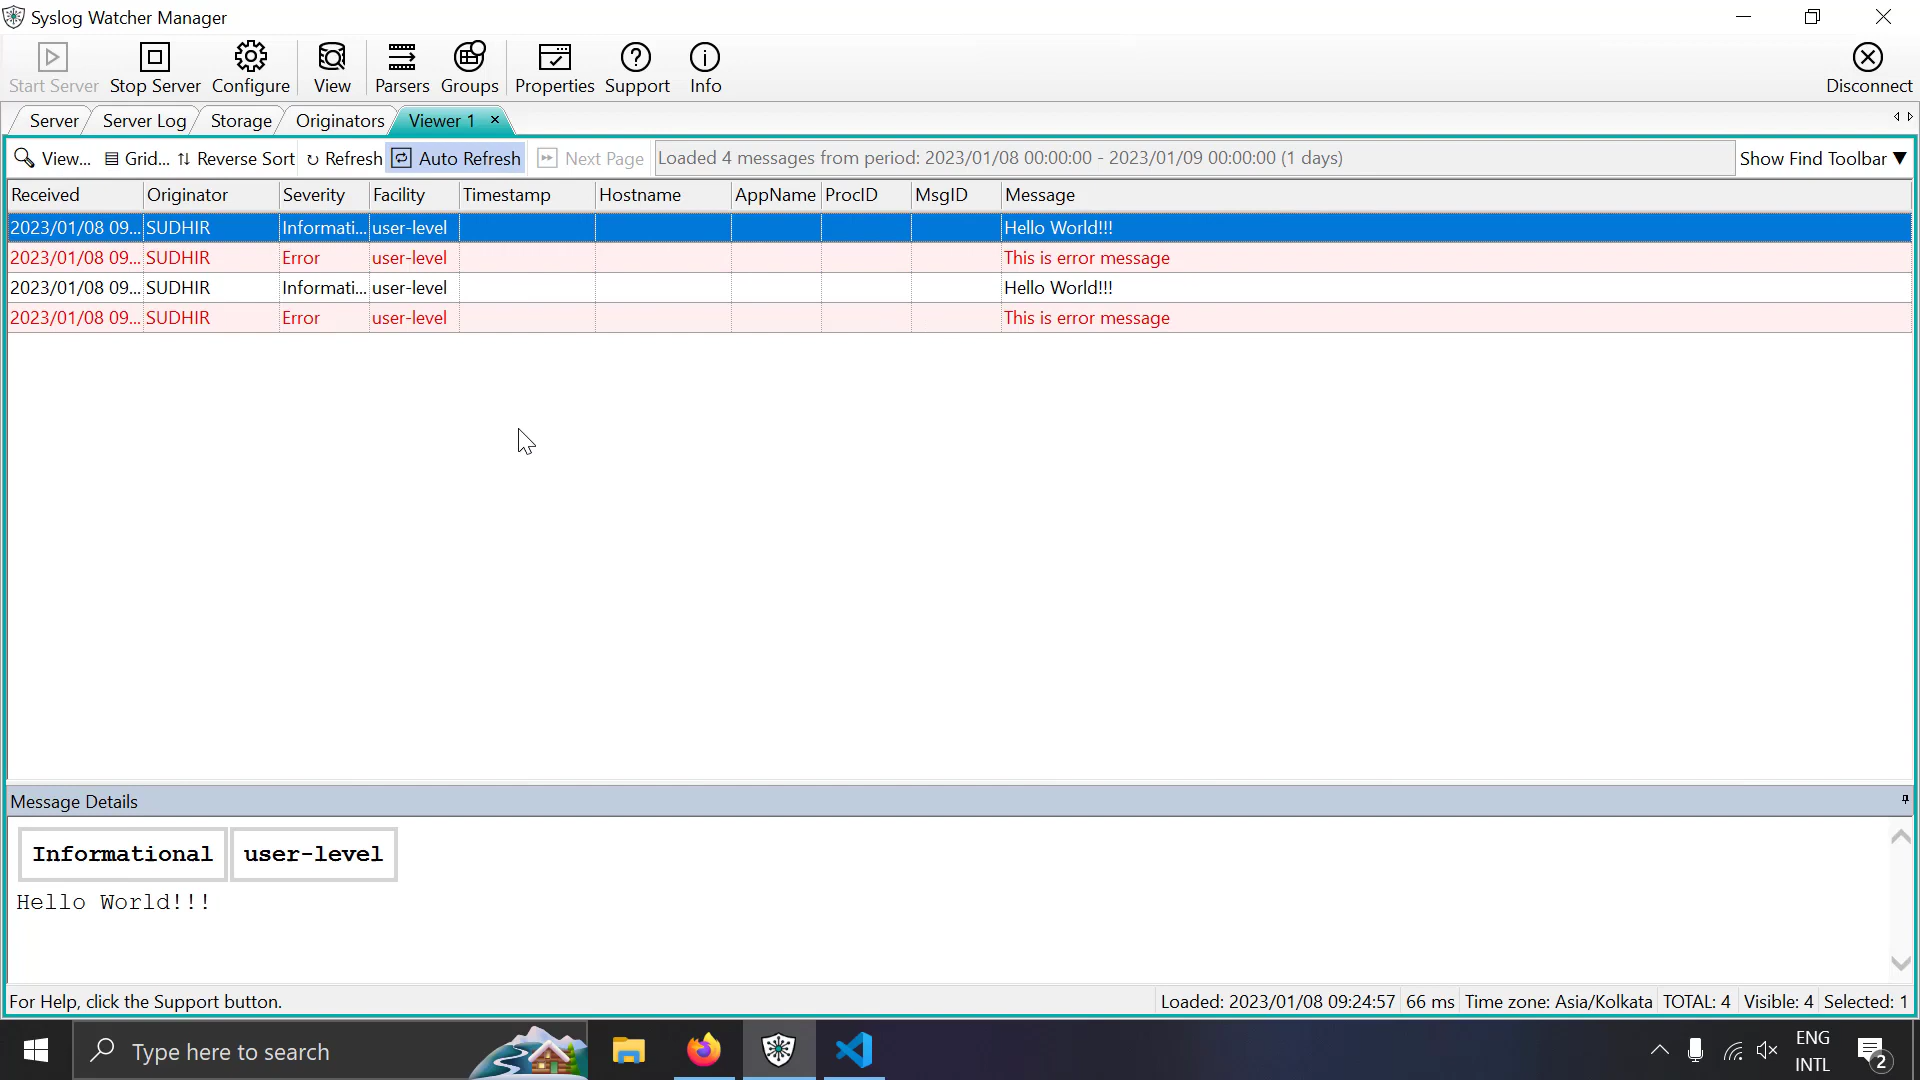 Syslog Watcher Manager
Start Server Stop Server Configure View Parsers Groups Properties Support Info Disconnect
Server Server Log Storage Originators Viewer 1
View... Grid... Reverse Sort Refresh Auto Refresh Next Page Loaded 4 messages from period: 2023/01/08 00:00:00 - 2023/01/09 00:00:00 (1 days) Show Find Toolbar
Received Originator Severity Facility Timestamp Hostname AppName ProcID MsgID Message
2023/01/08 09... SUDHIR Informati... user-level Hello World!!!
2023/01/08 09... SUDHIR Error user-level This is error message
2023/01/08 09... SUDHIR Informati... user-level Hello World!!!
2023/01/08 09... SUDHIR Error user-level This is error message
Message Details
Informational user-level
Hello World!!!
For Help, click the Support button. Loaded: 2023/01/08 09:24:57 66 ms Time zone: Asia/Kolkata TOTAL: 4 Visible: 4 Selected: 1
Type here to search
ENG
INTL
2